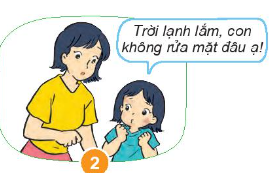 Trời lạnh lắm, con
không rửa mặt đâu ạ!
2